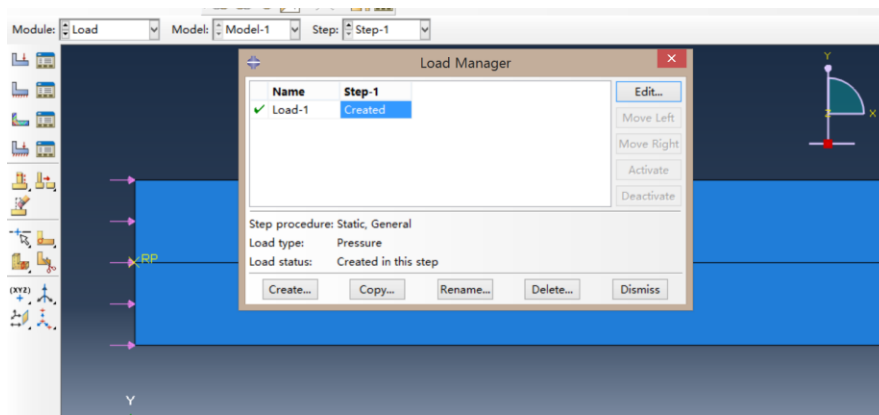 Module: Load Model: Model-1 Step: Step-1
Load Manager
Name Step-1
Load-1 Created
Edit...
Move Left
Move Right
Activate
Deactivate
Step procedure: Static, General
Load type: Pressure
Load status: Created in this step
Create... Copy... Rename... Delete... Dismiss
Y
Z X
RP
(XYZ)
Y